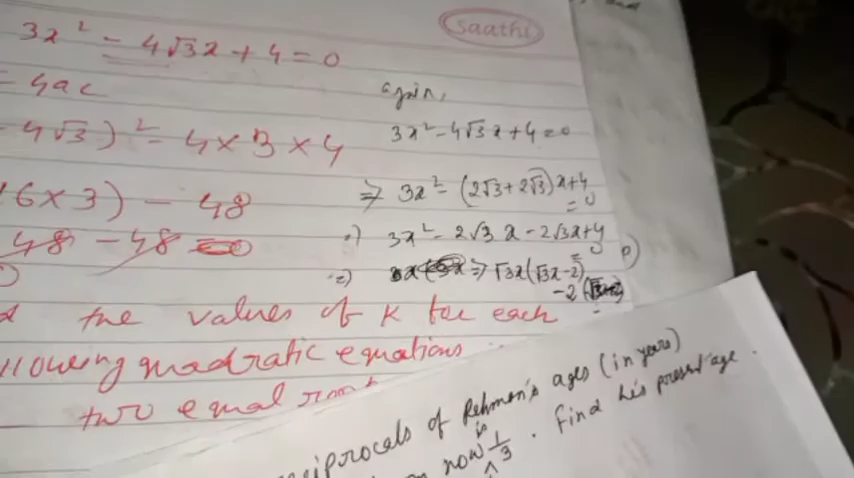 saathi
3x² - 4√3x + 4 = 0
= 4ac
4√3)² - 4 × 3 × 4
6 × 3) - 48
48 - 48
again,
3x² - 4√3x + 4 = 0
⇒ 3x² - (2√3 + 2√3)x + 4
= 0
3x² - 2√3x - 2√3x + 4
= 0
⇒ √3x(√3x - 2)
- 2
the values of K for each
llowing quadratic equations
two equal
ciprocals of Rehman's ages (in years)
is
now 1/3. Find his present age.